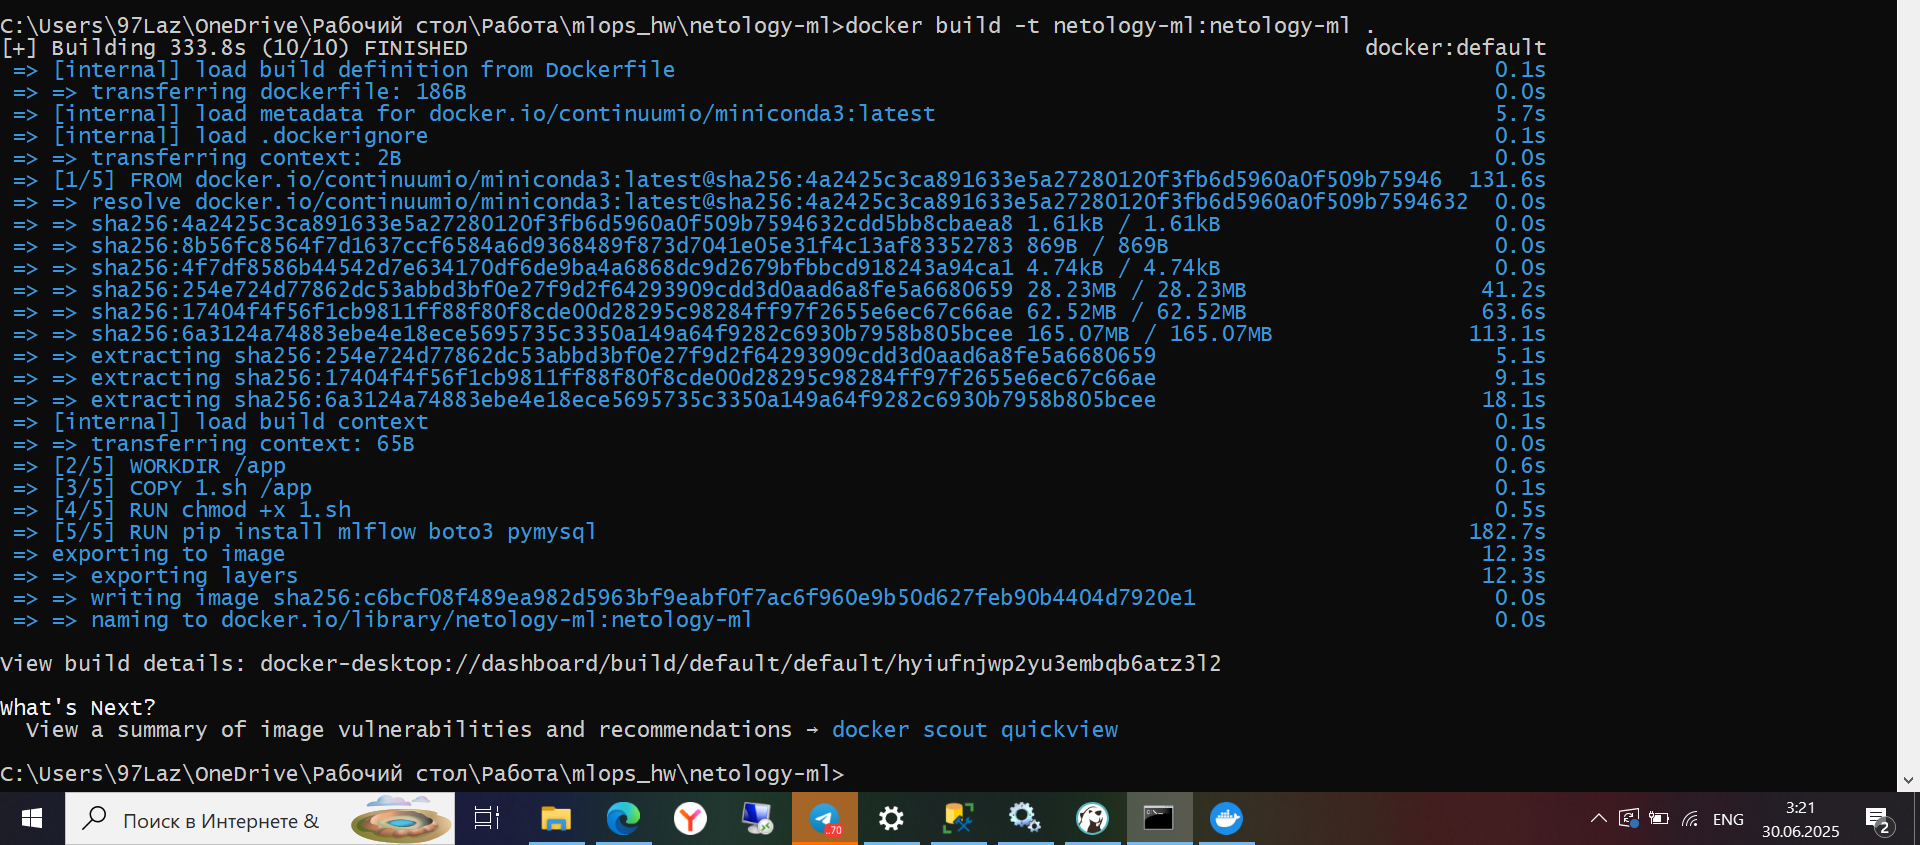 C:\Users\97Laz\OneDrive\Рабочий стол\Работа\mlops_hw\netology-ml>docker build -t netology-ml:netology-ml .
[+] Building 333.8s (10/10) FINISHED docker:default
=> [internal] load build definition from Dockerfile 0.1s
=> => transferring dockerfile: 186B 0.0s
=> [internal] load metadata for docker.io/continuumio/miniconda3:latest 5.7s
=> [internal] load .dockerignore 0.1s
=> => transferring context: 2B 0.0s
=> [1/5] FROM docker.io/continuumio/miniconda3:latest@sha256:4a2425c3ca891633e5a27280120f3fb6d5960a0f509b75946 131.6s
=> => resolve docker.io/continuumio/miniconda3:latest@sha256:4a2425c3ca891633e5a27280120f3fb6d5960a0f509b7594632 0.0s
=> => sha256:4a2425c3ca891633e5a27280120f3fb6d5960a0f509b7594632cdd5bb8cbaea8 1.61kB / 1.61kB 0.0s
=> => sha256:8b56fc8564f7d1637ccf6584a6d9368489f873d7041e05e31f4c13af83352783 869B / 869B 0.0s
=> => sha256:4f7df8586b44542d7e634170df6de9ba4a6868dc9d2679bfbbcd918243a94ca1 4.74kB / 4.74kB 0.0s
=> => sha256:254e724d77862dc53abbd3bf0e27f9d2f64293909cdd3d0aad6a8fe5a6680659 28.23MB / 28.23MB 41.2s
=> => sha256:17404f4f56f1cb9811ff88f80f8cde00d28295c98284ff97f2655e6ec67c66ae 62.52MB / 62.52MB 63.6s
=> => sha256:6a3124a74883ebe4e18ece5695735c3350a149a64f9282c6930b7958b805bcee 165.07MB / 165.07MB 113.1s
=> => extracting sha256:254e724d77862dc53abbd3bf0e27f9d2f64293909cdd3d0aad6a8fe5a6680659 5.1s
=> => extracting sha256:17404f4f56f1cb9811ff88f80f8cde00d28295c98284ff97f2655e6ec67c66ae 9.1s
=> => extracting sha256:6a3124a74883ebe4e18ece5695735c3350a149a64f9282c6930b7958b805bcee 18.1s
=> [internal] load build context 0.1s
=> => transferring context: 65B 0.0s
=> [2/5] WORKDIR /app 0.6s
=> [3/5] COPY 1.sh /app 0.1s
=> [4/5] RUN chmod +x 1.sh 0.5s
=> [5/5] RUN pip install mlflow boto3 pymysql 182.7s
=> exporting to image 12.3s
=> => exporting layers 12.3s
=> => writing image sha256:c6bcf08f489ea982d5963bf9eabf0f7ac6f960e9b50d627feb90b4404d7920e1 0.0s
=> => naming to docker.io/library/netology-ml:netology-ml 0.0s
View build details: docker-desktop://dashboard/build/default/default/hyiufnjwp2yu3embqb6atz3l2
What's Next?
View a summary of image vulnerabilities and recommendations → docker scout quickview
C:\Users\97Laz\OneDrive\Рабочий стол\Работа\mlops_hw\netology-ml>
Поиск в Интернете &
..70
ENG
3:21
30.06.2025
2